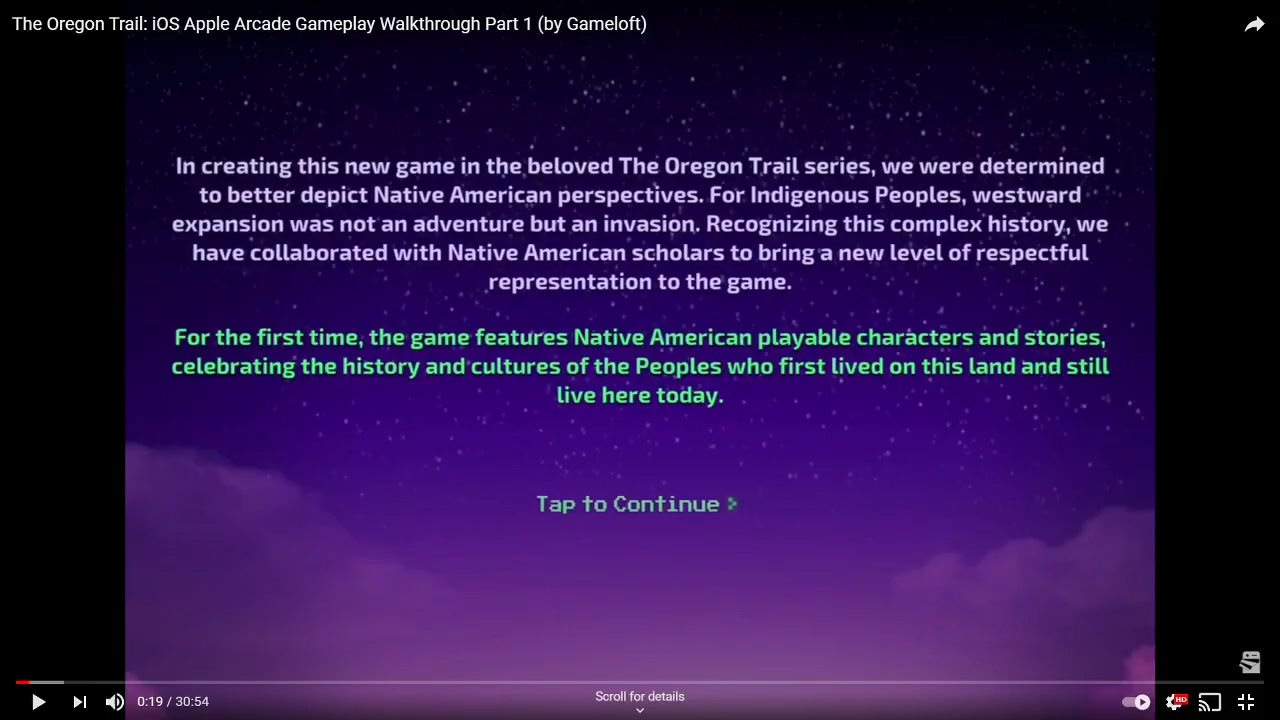 The Oregon Trail: iOS Apple Arcade Gameplay Walkthrough Part 1 (by Gameloft)
In creating this new game in the beloved The Oregon Trail series, we were determined
to better depict Native American perspectives. For Indigenous Peoples, westward
expansion was not an adventure but an invasion. Recognizing this complex history, we
have collaborated with Native American scholars to bring a new level of respectful
representation to the game.
For the first time, the game features Native American playable characters and stories,
celebrating the history and cultures of the Peoples who first lived on this land and still
live here today.
Tap to Continue
0:19 / 30:54
Scroll for details
HD